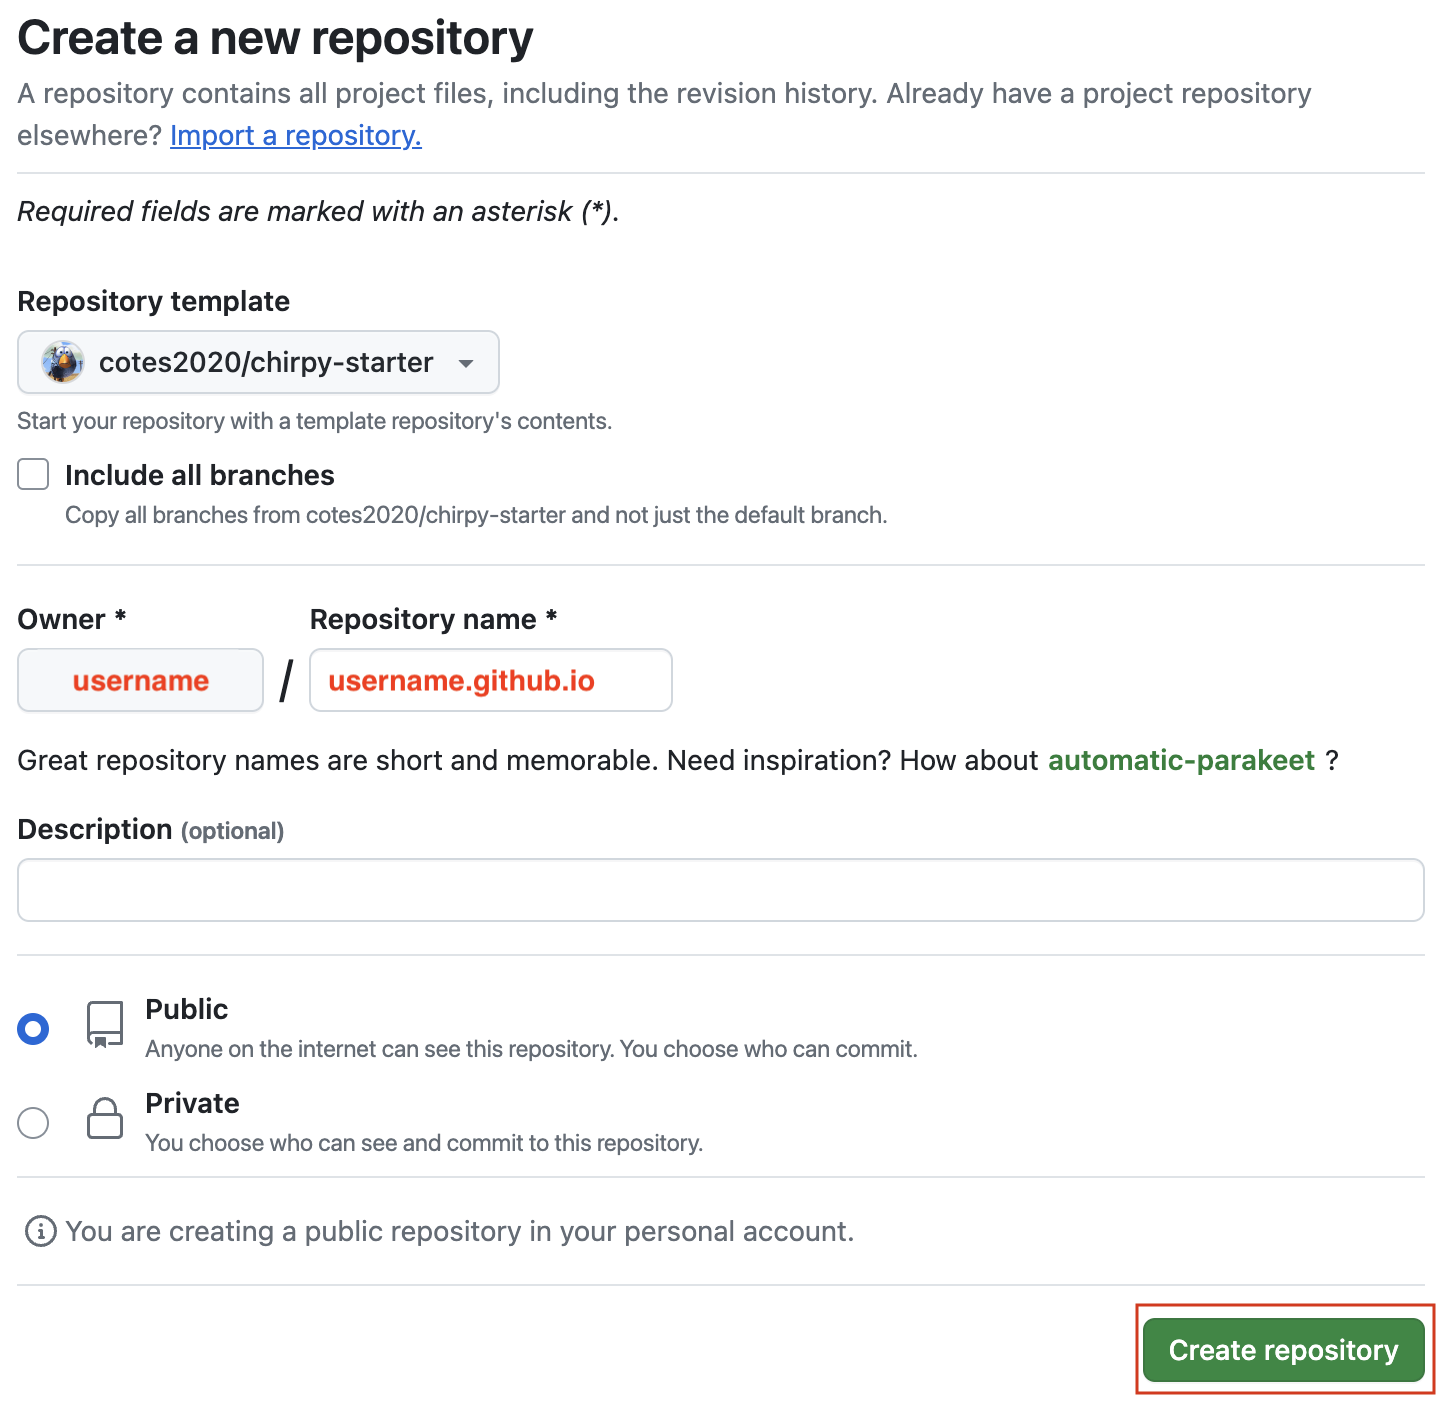 Create a new repository
A repository contains all project files, including the revision history. Already have a project repository
elsewhere? Import a repository.
Required fields are marked with an asterisk (*).
Repository template
cotes2020/chirpy-starter
Start your repository with a template repository's contents.
Include all branches
Copy all branches from cotes2020/chirpy-starter and not just the default branch.
Owner * Repository name *
username / username.github.io
Great repository names are short and memorable. Need inspiration? How about automatic-parakeet ?
Description (optional)
Public
Anyone on the internet can see this repository. You choose who can commit.
Private
You choose who can see and commit to this repository.
You are creating a public repository in your personal account.
Create repository